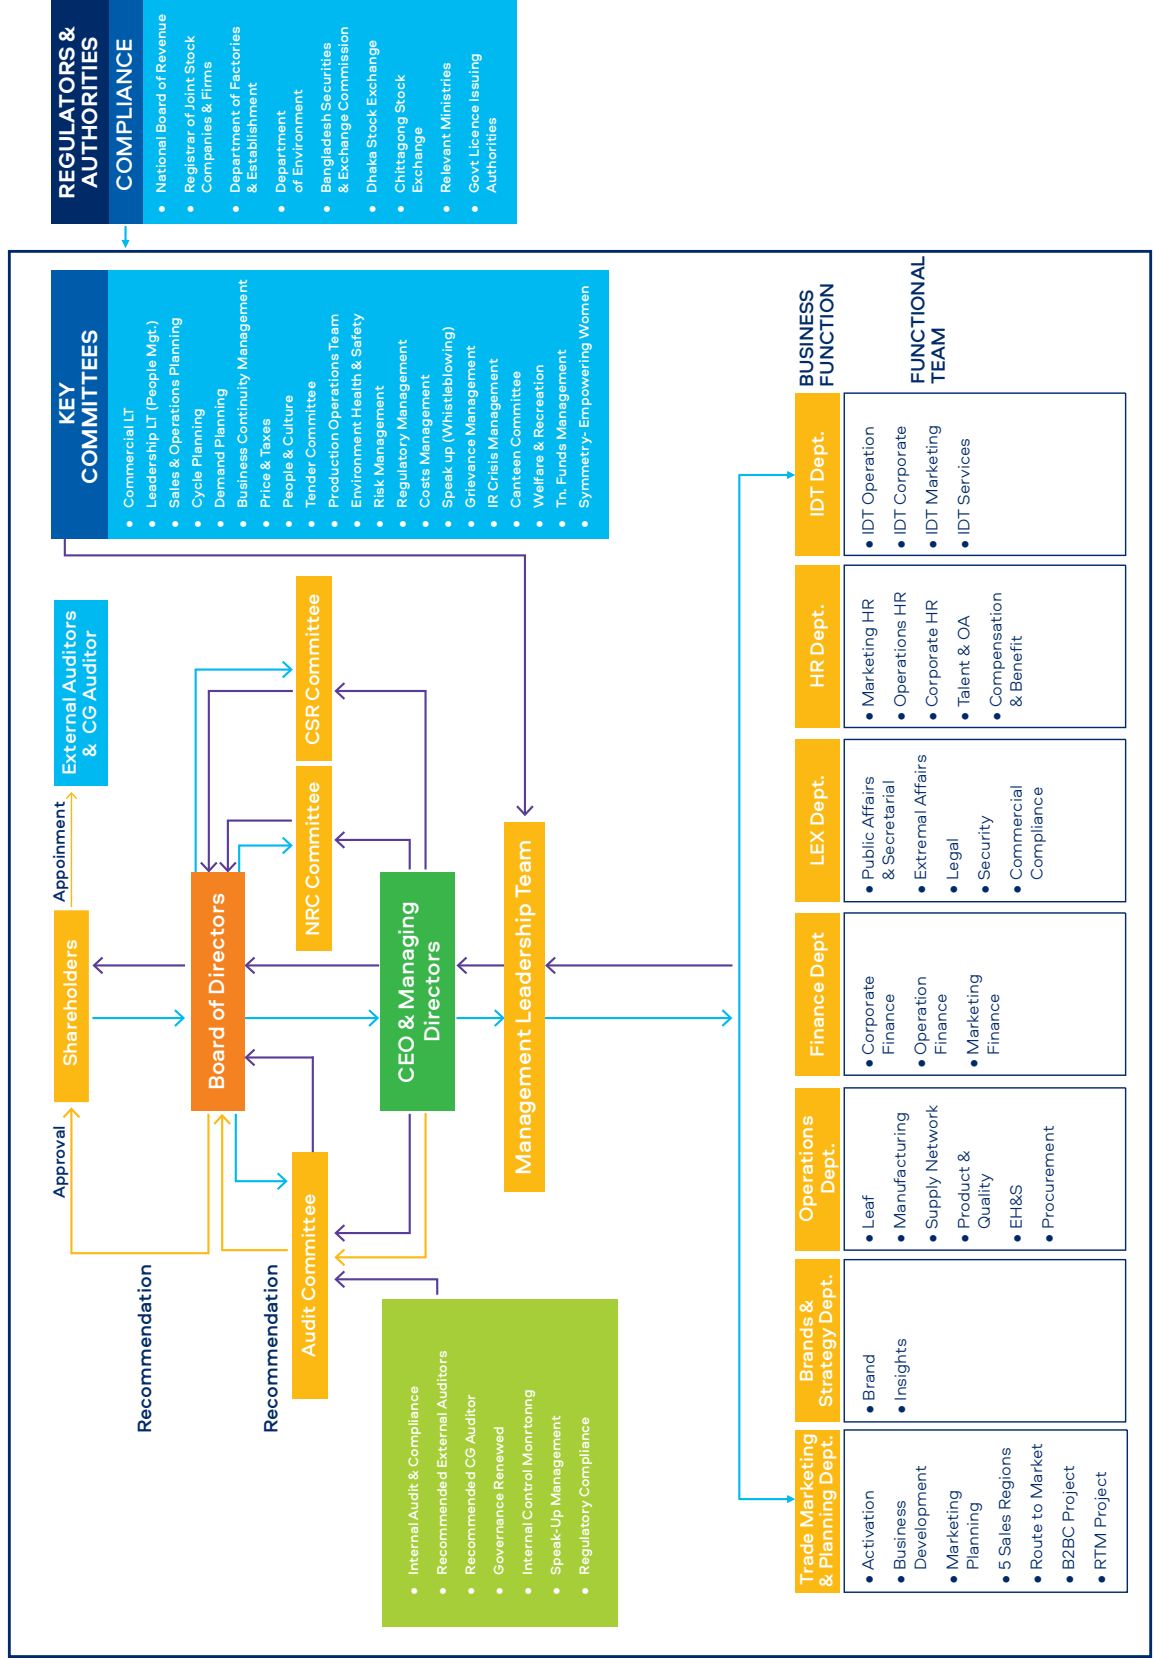 Approval
Shareholders
Appoinment
External Auditors
& CG Auditor
KEY
COMMITTEES
Commercial LT
Leadership LT (People Mgt.)
Sales & Operations Planning
Cycle Planning
Demand Planning
Business Continuity Management
Price & Taxes
People & Culture
Tender Committee
Production Operations Team
Environment Health & Safety
Risk Management
Regulatory Management
Costs Management
Speak up (Whistleblowing)
Grievance Management
IR Crisis Management
Canteen Committee
Welfare & Recreation
Tn. Funds Management
Symmetry- Empowering Women
REGULATORS &
AUTHORITIES
COMPLIANCE
National Board of Revenue
Registrar of Joint Stock
Companies & Firms
Department of Factories
& Establishment
Department
of Environment
Bangladesh Securities
& Exchange Commission
Dhaka Stock Exchange
Chittagong Stock
Exchange
Relevant Ministries
Govt Licence Issuing
Authorities
Recommendation
Board of Directors
Recommendation
Audit Committee
NRC Committee
CSR Committee
CEO & Managing
Directors
Internal Audit & Compliance
Recommended External Auditors
Recommended CG Auditor
Governance Renewed
Internal Control Monrtonng
Speak-Up Management
Regulatory Compliance
Management Leadership Team
Trade Marketing
& Planning Dept.
Activation
Business
Development
Marketing
Planning
5 Sales Regions
Route to Market
B2BC Project
RTM Project
Brands &
Strategy Dept.
Brand
Insights
Operations
Dept.
Leaf
Manufacturing
Supply Network
Product &
Quality
EH&S
Procurement
Finance Dept
Corporate
Finance
Operation
Finance
Marketing
Finance
LEX Dept.
Public Affairs
& Secretarial
Extremal Affairs
Legal
Security
Commercial
Compliance
HR Dept.
Marketing HR
Operations HR
Corporate HR
Talent & OA
Compensation
& Benefit
IDT Dept.
IDT Operation
IDT Corporate
IDT Marketing
IDT Services
BUSINESS
FUNCTION
FUNCTIONAL
TEAM